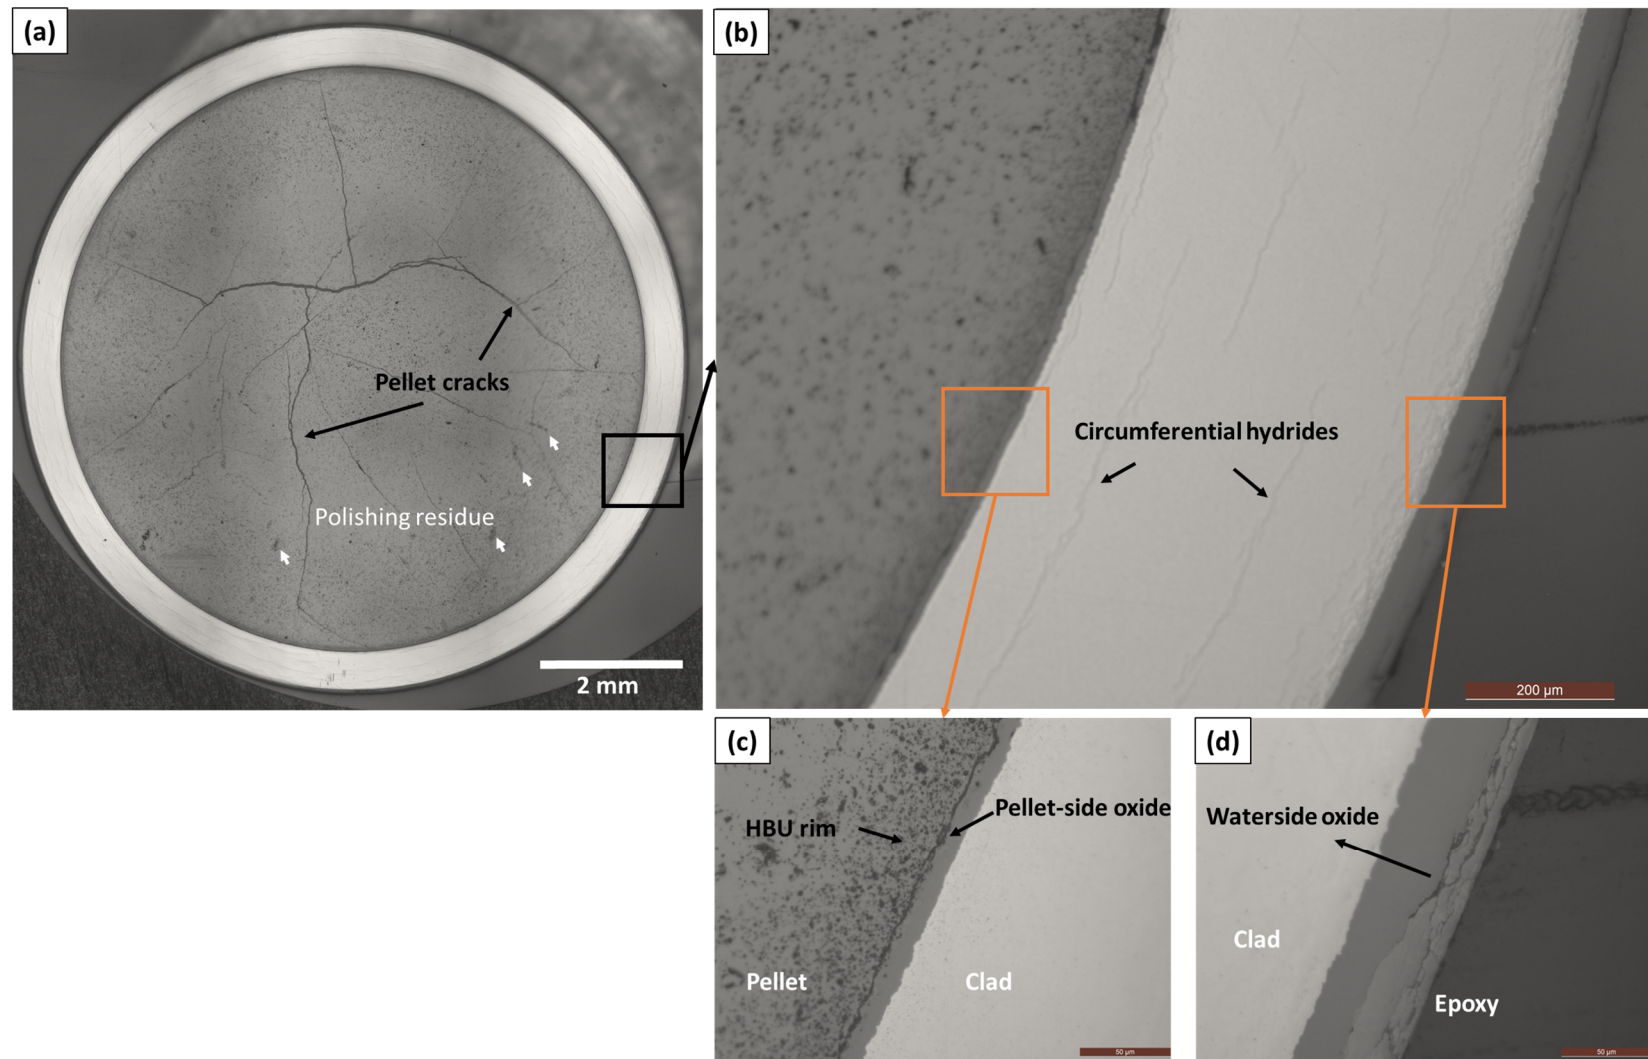 (a)
Pellet cracks
Polishing residue
2 mm
(b)
Circumferential hydrides
200 µm
(c)
HBU rim
Pellet-side oxide
Pellet
Clad
50 µm
(d)
Waterside oxide
Clad
Epoxy
50 µm